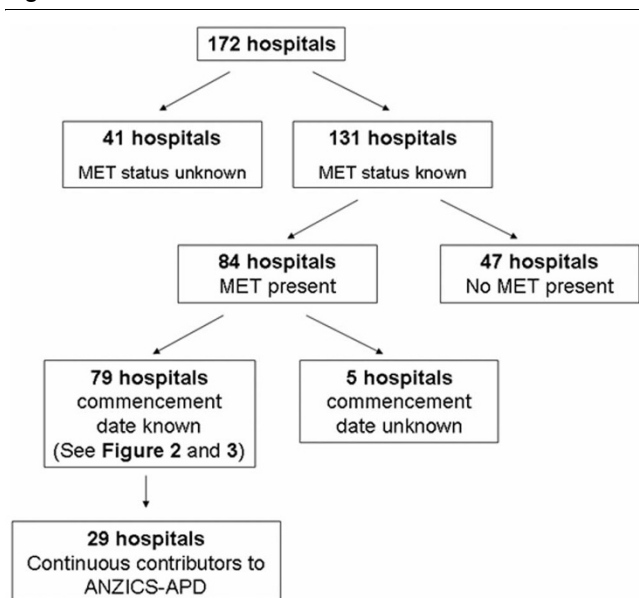 172 hospitals
41 hospitals
MET status unknown
131 hospitals
MET status known
84 hospitals
MET present
47 hospitals
No MET present
79 hospitals
commencement
date known
(See Figure 2 and 3)
5 hospitals
commencement
date unknown
29 hospitals
Continuous contributors to
ANZICS-APD